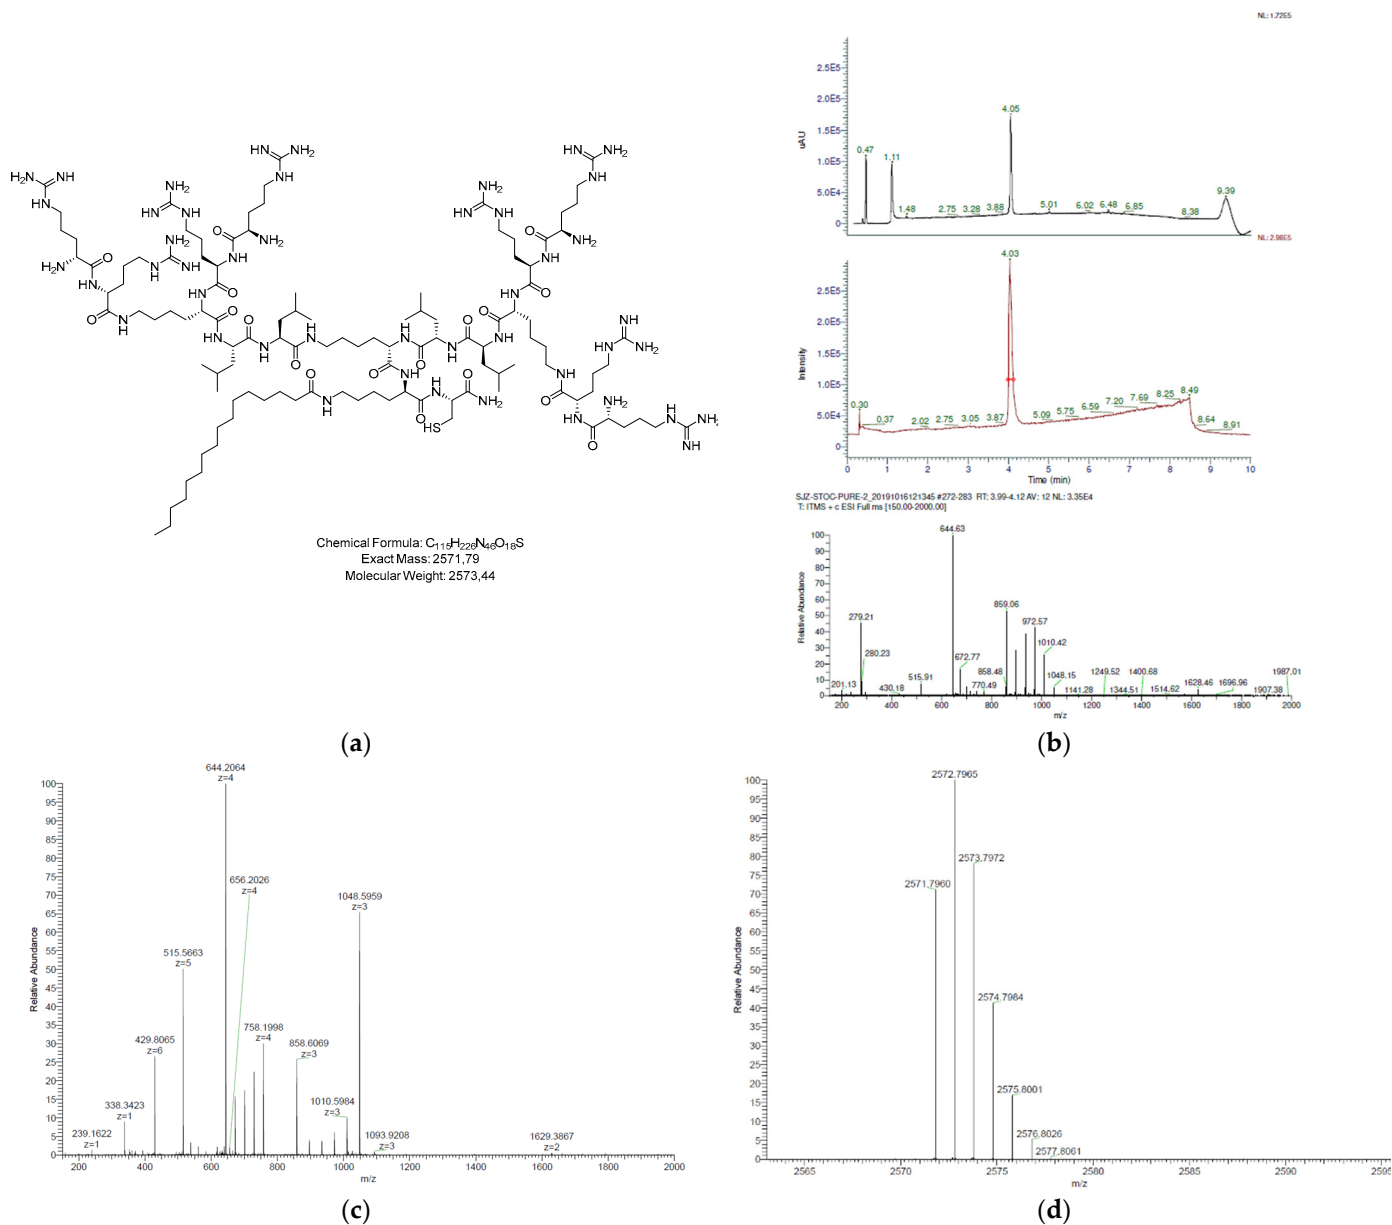 NH₂
HN
NH₂
HN
NH
HN
NH₂
HN
NH₂
HN
NH
NH₂
HN
NH
HN
NH
HN
NH
HN
O
NH₂
O
NH₂
O
NH
O
NH
H₂N
O
HN
NH₂
NH
O
HN
O
HN
O
NH
O
N
H
HN
O
H
N
O
N
H
O
H
N
O
H
N
O
N
H
O
O
HN
O
H
N
NH₂
O
HS
O
N
H
NH
HN
NH₂
HN
O
NH
O
NH₂
H
N
NH₂
NH
Chemical Formula: C₁₁₅H₂₂₆N₄₆O₁₈S
Exact Mass: 2571,79
Molecular Weight: 2573,44
(a)
NL: 1.72E5
2.5E5
2.0E5
1.5E5
1.0E5
5.0E4
0
uAU
0.47
1.11
1.48
2.75
3.28
3.88
4.05
5.01
6.02
6.48
6.85
8.38
9.39
NL: 2.98E5
2.5E5
2.0E5
1.5E5
1.0E5
5.0E4
0
Intensity
0.30
0.37
2.02
2.75
3.05
3.87
4.03
5.09
5.75
6.59
7.20
7.69
8.25
8.49
8.64
8.91
0 1 2 3 4 5 6 7 8 9 10
Time (min)
SJZ-STOC-PURE-2_20191016121345 #272-283 RT: 3.99-4.12 AV: 12 NL: 3.35E4
T: ITMS + c ESI Full ms [150.00-2000.00]
100
90
80
70
60
50
40
30
20
10
0
Relative Abundance
201.13
279.21
280.23
430.18
515.91
644.63
672.77
770.49
858.48
859.06
972.57
1010.42
1048.15
1141.28
1249.52
1344.51
1400.68
1514.62
1628.46
1696.96
1907.38
1987.01
200 400 600 800 1000 1200 1400 1600 1800 2000
m/z
(b)
100
95
90
85
80
75
70
65
60
55
50
45
40
35
30
25
20
15
10
5
0
Relative Abundance
239.1622
z=1
338.3423
z=1
429.8065
z=6
515.5663
z=5
644.2064
z=4
656.2026
z=4
758.1998
z=4
858.6069
z=3
1010.5984
z=3
1048.5959
z=3
1093.9208
z=3
1629.3867
z=2
200 400 600 800 1000 1200 1400 1600 1800 2000
m/z
(c)
100
95
90
85
80
75
70
65
60
55
50
45
40
35
30
25
20
15
10
5
0
Relative Abundance
2571.7960
2572.7965
2573.7972
2574.7984
2575.8001
2576.8026
2577.8061
2565 2570 2575 2580 2585 2590 2595
m/z
(d)